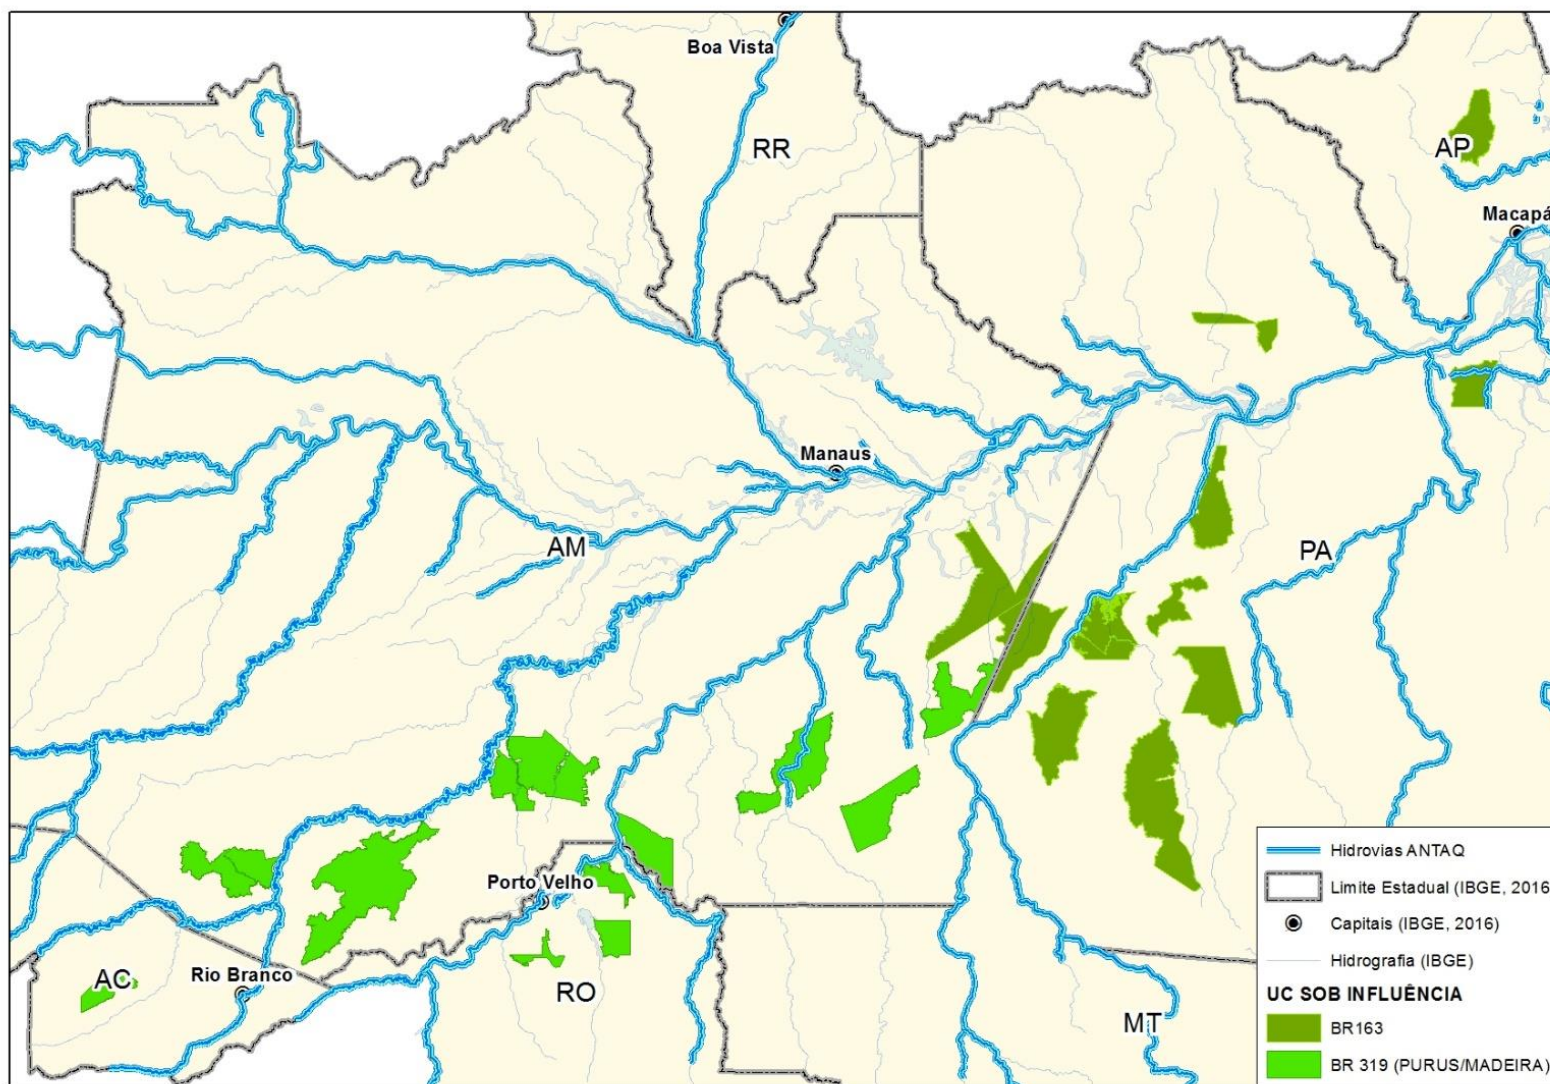 Boa Vista
RR
AP
Macapá
Manaus
AM
PA
Porto Velho
AC
Rio Branco
RO
MT
Hidrovias ANTAQ
Limite Estadual (IBGE, 2016
Capitais (IBGE, 2016)
Hidrografia (IBGE)
UC SOB INFLUÊNCIA
BR163
BR 319 (PURUS/MADEIRA)